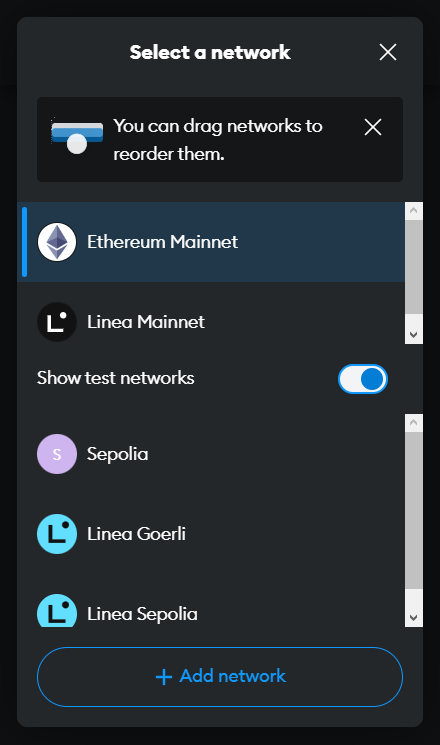 Select a network
You can drag networks to
reorder them.
Ethereum Mainnet
Linea Mainnet
Show test networks
S
Sepolia
Linea Goerli
Linea Sepolia
+ Add network